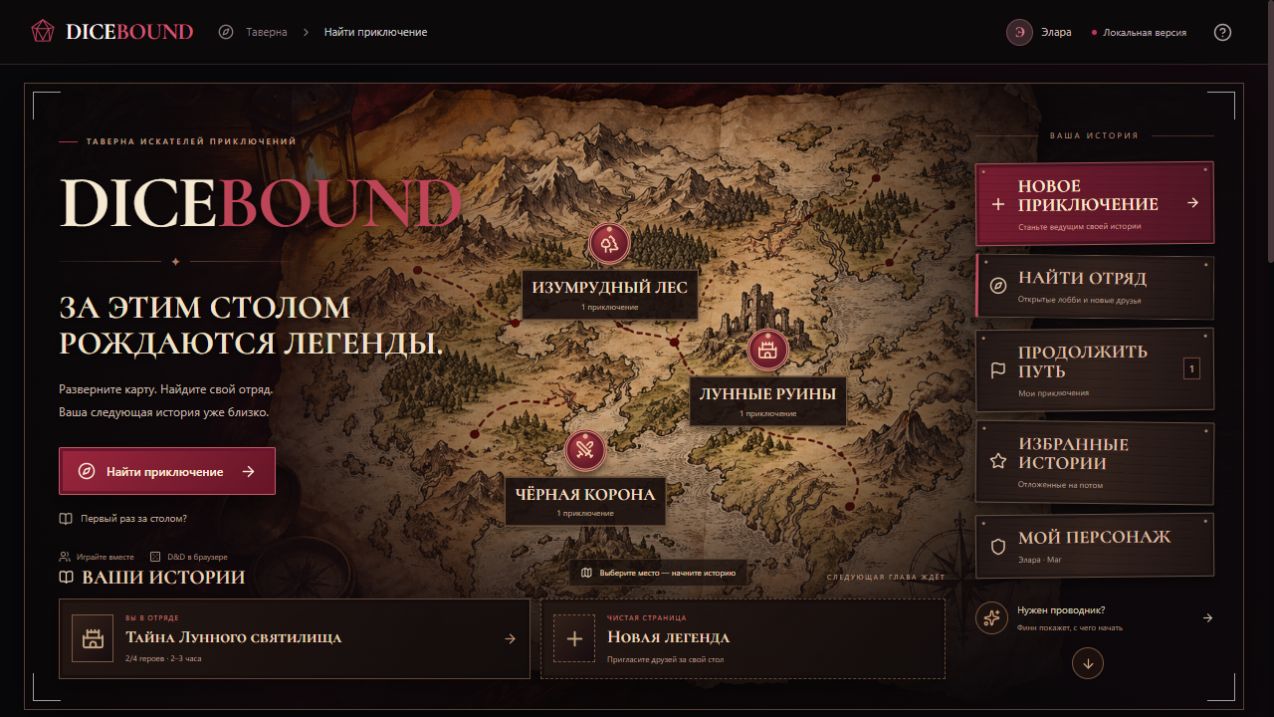 DICEBOUND
Таверна
Найти приключение
Э
Элара
Локальная версия
ТАВЕРНА ИСКАТЕЛЕЙ ПРИКЛЮЧЕНИЙ
DICEBOUND
ЗА ЭТИМ СТОЛОМ
РОЖДАЮТСЯ ЛЕГЕНДЫ.
Разверните карту. Найдите свой отряд.
Ваша следующая история уже близко.
Найти приключение
Первый раз за столом?
Играйте вместе
D&D в браузере
ИЗУМРУДНЫЙ ЛЕС
1 приключение
ЛУННЫЕ РУИНЫ
1 приключение
ЧЁРНАЯ КОРОНА
1 приключение
Выберите место — начните историю
ВАША ИСТОРИЯ
НОВОЕ
ПРИКЛЮЧЕНИЕ
Станьте ведущим своей истории
НАЙТИ ОТРЯД
Открытые лобби и новые друзья
ПРОДОЛЖИТЬ
ПУТЬ
Мои приключения
1
ИЗБРАННЫЕ
ИСТОРИИ
Отложенные на потом
МОЙ ПЕРСОНАЖ
Элара · Маг
Нужен проводник?
Финн покажет, с чего начать
ВАШИ ИСТОРИИ
СЛЕДУЮЩАЯ ГЛАВА ЖДЁТ
ВЫ В ОТРЯДЕ
Тайна Лунного святилища
2/4 героев · 2–3 часа
ЧИСТАЯ СТРАНИЦА
Новая легенда
Пригласите друзей за свой стол